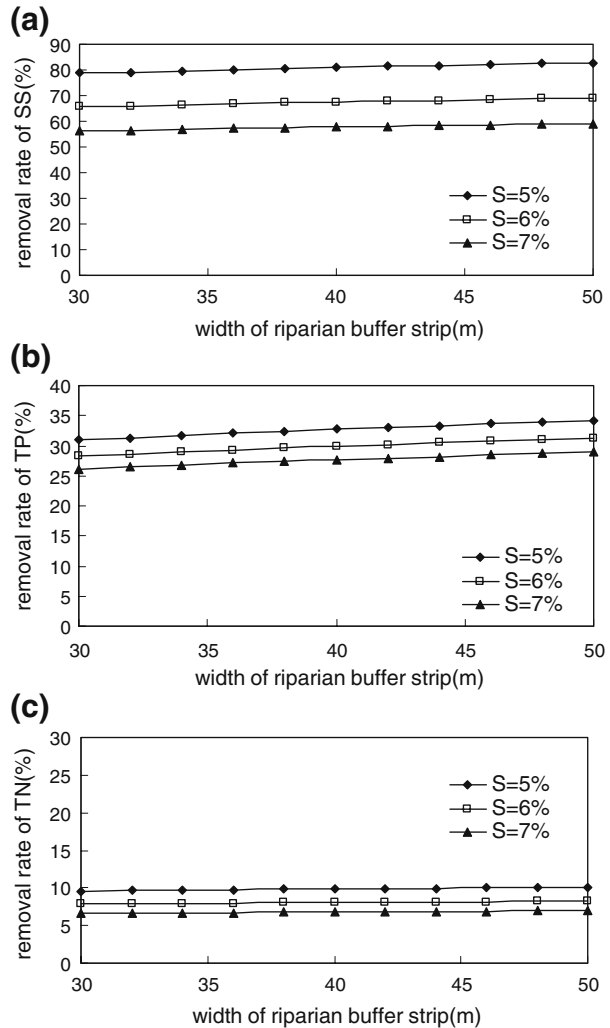 (a)
90
80
70
60
50
40
30
20
10
0
removal rate of SS(%)
S=5%
S=6%
S=7%
30 35 40 45 50
width of riparian buffer strip(m)
(b)
40
35
30
25
20
15
10
5
0
removal rate of TP(%)
S=5%
S=6%
S=7%
30 35 40 45 50
width of riparian buffer strip(m)
(c)
30
25
20
15
10
5
0
removal rate of TN(%)
S=5%
S=6%
S=7%
30 35 40 45 50
width of riparian buffer strip(m)